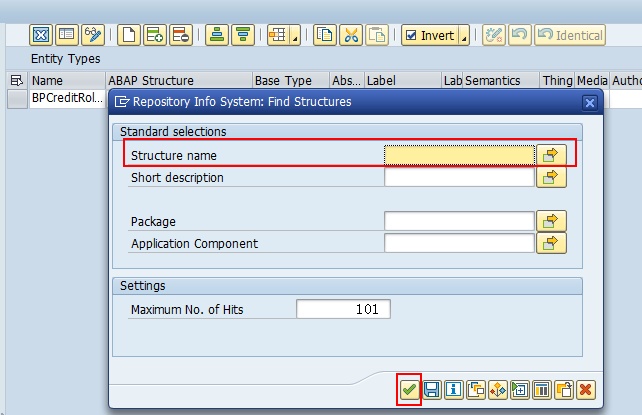 Invert
Identical
Entity Types
Name ABAP Structure Base Type Abs... Label Lab Semantics Thing Media Autho
BPCreditRol...
Repository Info System: Find Structures
Standard selections
Structure name
Short description
Package
Application Component
Settings
Maximum No. of Hits 101